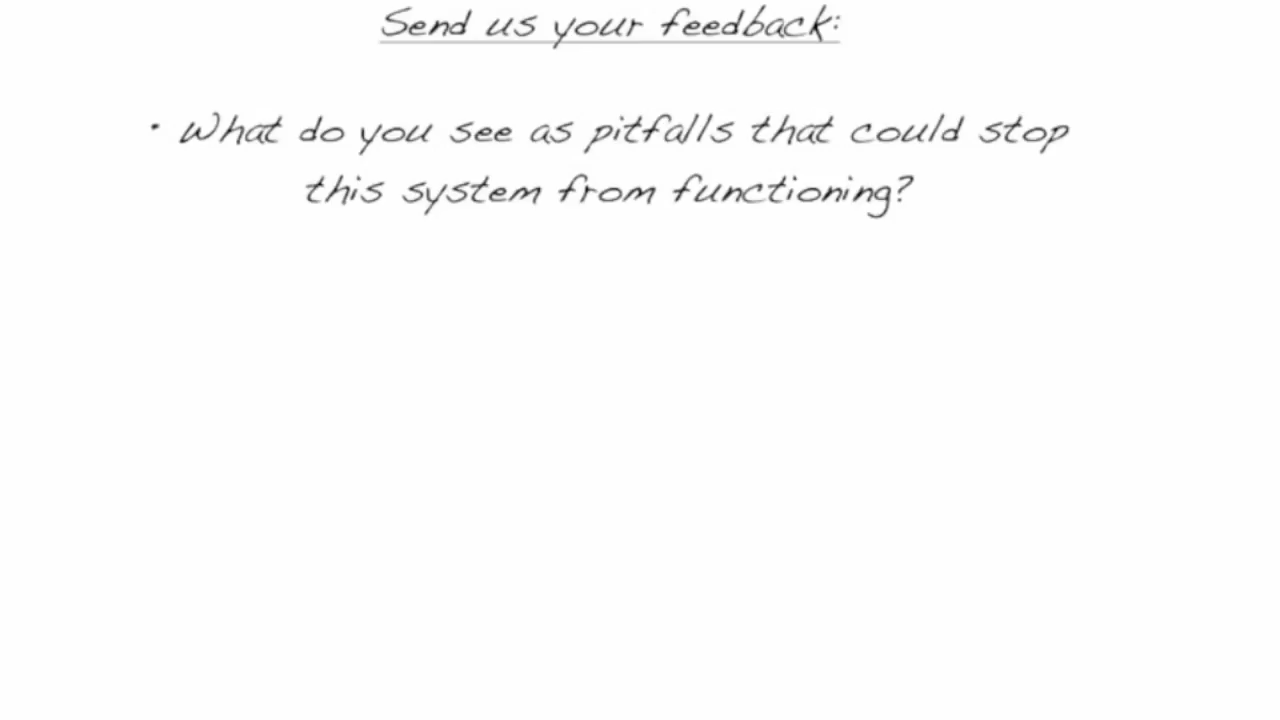 Send us your feedback:
• What do you see as pitfalls that could stop
this system from functioning?